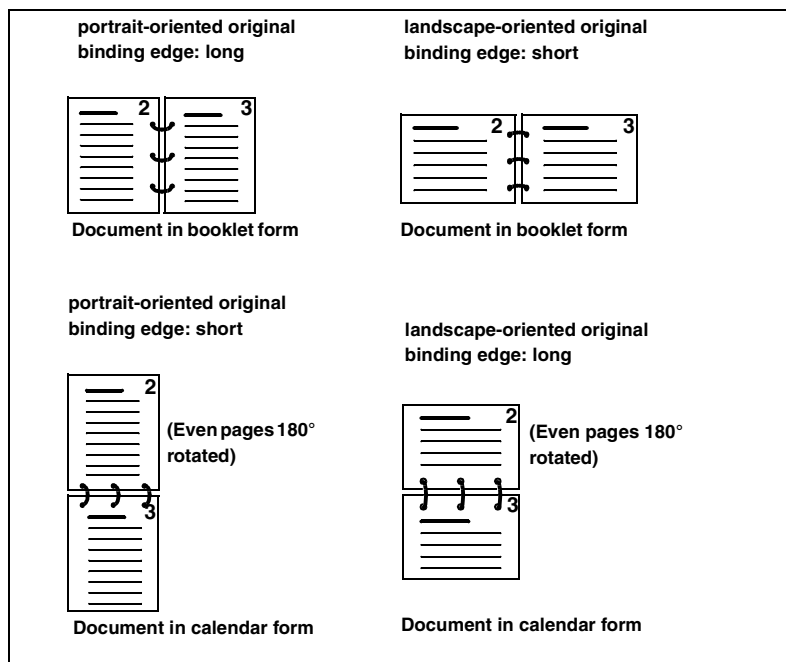 portrait-oriented original
binding edge: long
2
3
Document in booklet form
landscape-oriented original
binding edge: short
2
3
Document in booklet form
portrait-oriented original
binding edge: short
2
(Even pages 180°
rotated)
3
Document in calendar form
landscape-oriented original
binding edge: long
2
(Even pages 180°
rotated)
3
Document in calendar form